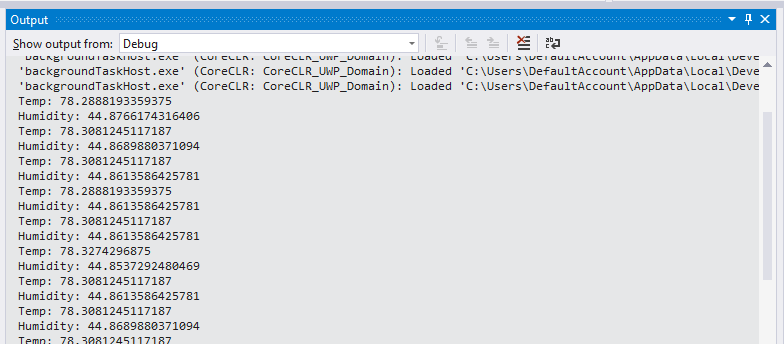 Output
Show output from: Debug
'backgroundTaskHost.exe' (CoreCLR: CoreCLR_UWP_Domain): Loaded 'C:\Users\DefaultAccount\AppData\Local\Deve
'backgroundTaskHost.exe' (CoreCLR: CoreCLR_UWP_Domain): Loaded 'C:\Users\DefaultAccount\AppData\Local\Deve
'backgroundTaskHost.exe' (CoreCLR: CoreCLR_UWP_Domain): Loaded 'C:\Users\DefaultAccount\AppData\Local\Deve
Temp: 78.2888193359375
Humidity: 44.8766174316406
Temp: 78.3081245117187
Humidity: 44.8689880371094
Temp: 78.3081245117187
Humidity: 44.8613586425781
Temp: 78.2888193359375
Humidity: 44.8613586425781
Temp: 78.3081245117187
Humidity: 44.8613586425781
Temp: 78.3274296875
Humidity: 44.8537292480469
Temp: 78.3081245117187
Humidity: 44.8613586425781
Temp: 78.3081245117187
Humidity: 44.8689880371094
Temp: 78.3081245117187